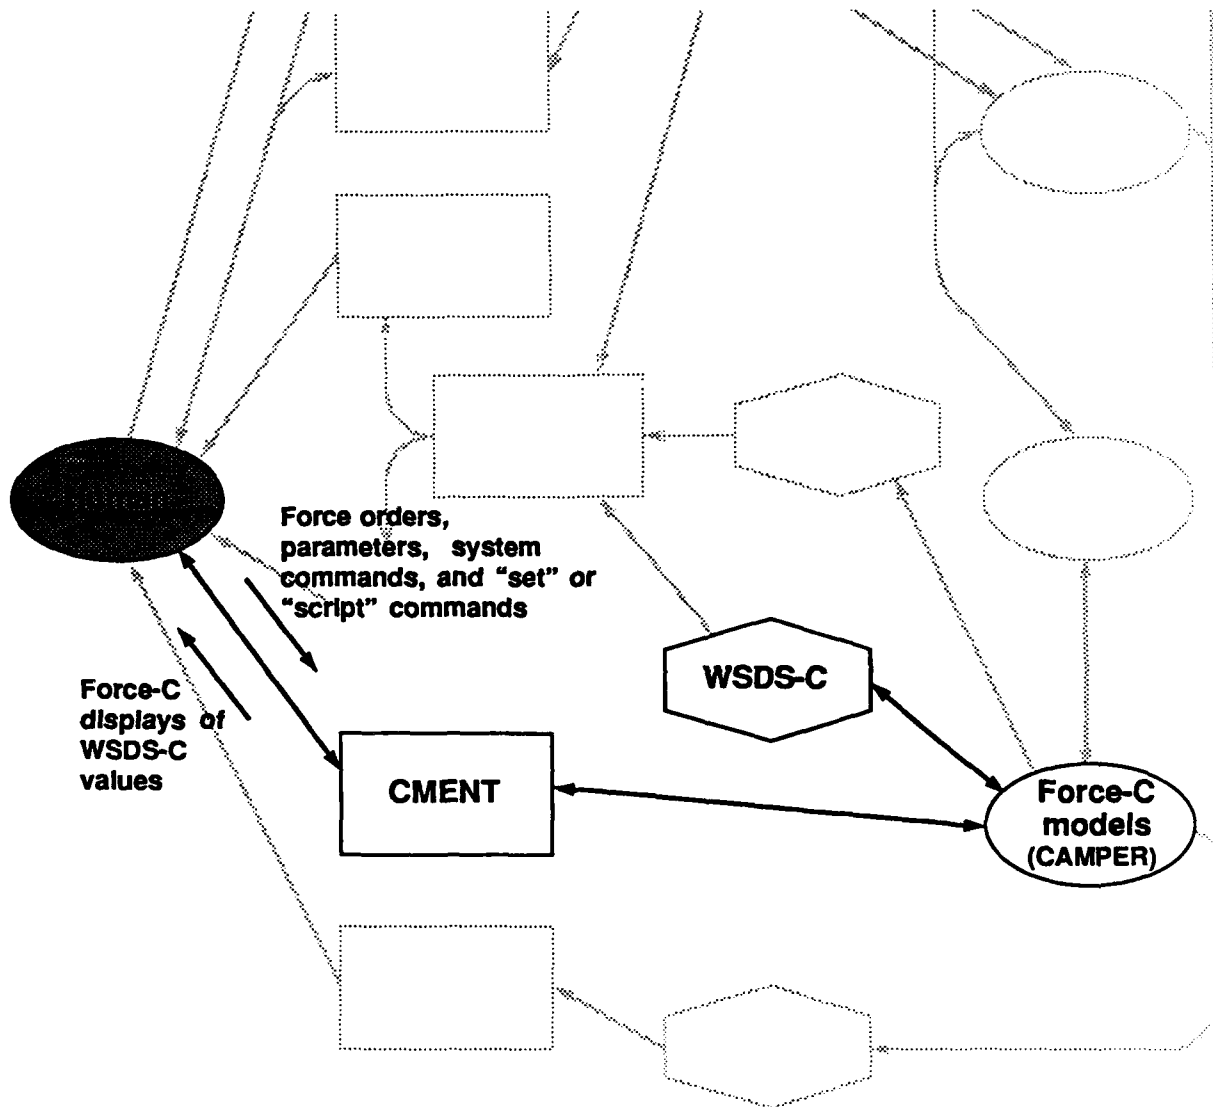 Force orders,
parameters, system
commands, and “set” or
“script” commands
WSDS-C
Force-C
displays of
WSDS-C
values
CMENT
Force-C
models
(CAMPER)